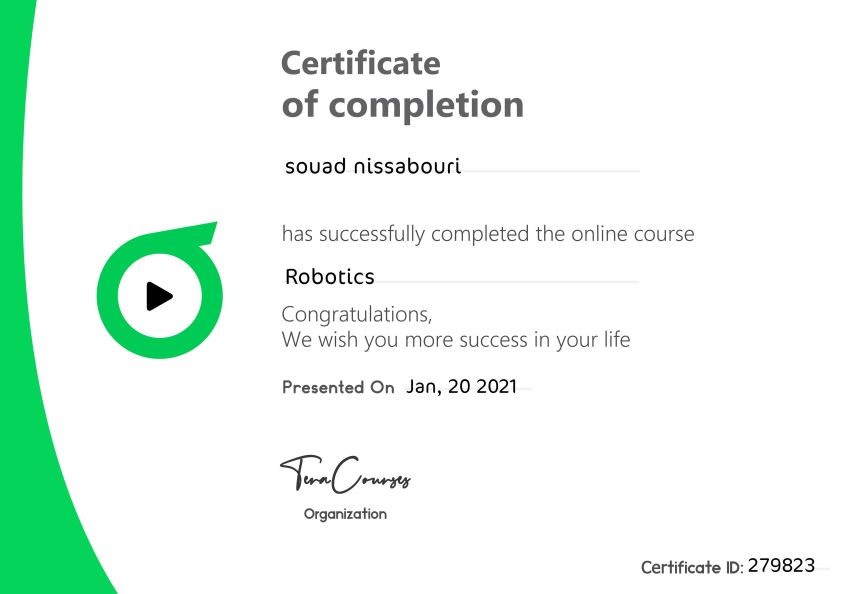 Certificate
of completion
souad nissabouri
has successfully completed the online course
Robotics
Congratulations,
We wish you more success in your life
Presented On Jan, 20 2021
TeraCourses
Organization
Certificate ID: 279823